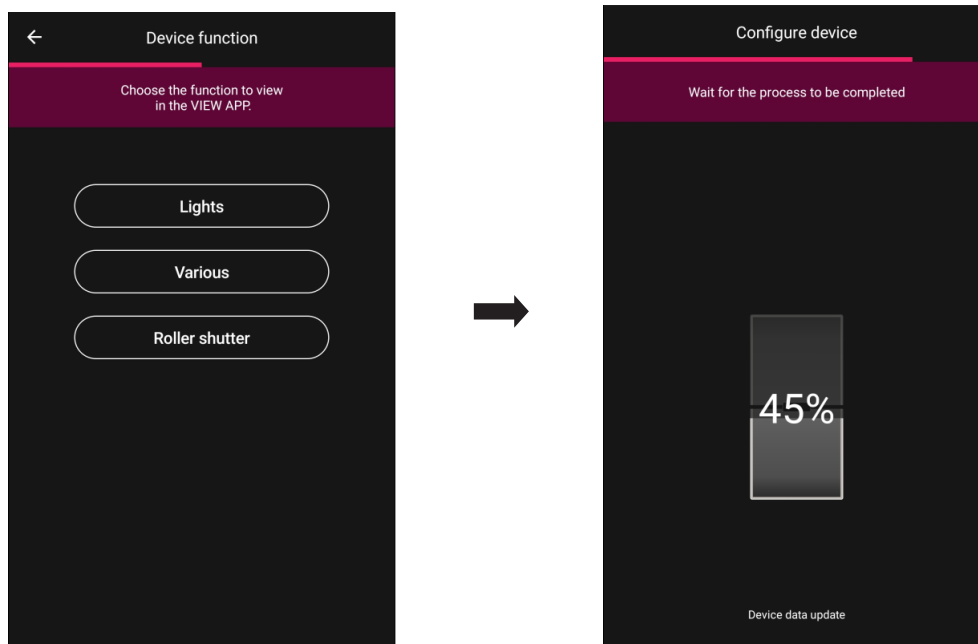 Device function
Choose the function to view
in the VIEW APP.
Lights
Various
Roller shutter
Configure device
Wait for the process to be completed
45%
Device data update